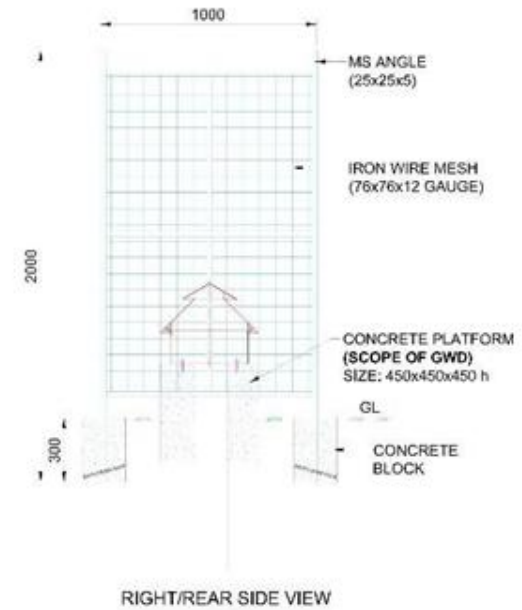 1000
MS ANGLE
(25x25x5)
IRON WIRE MESH
(76x76x12 GAUGE)
2000
CONCRETE PLATFORM
(SCOPE OF GWD)
SIZE: 450x450x450 h
GL
300
CONCRETE
BLOCK
RIGHT/REAR SIDE VIEW